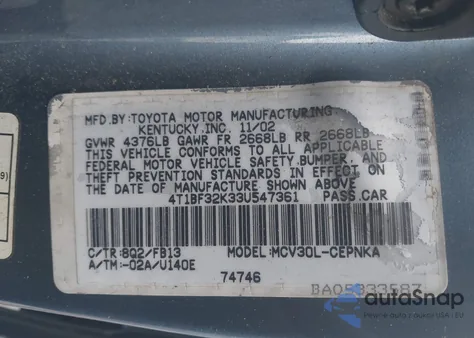 MFD. BY: TOYOTA MOTOR MANUFACTURING
KENTUCKY, INC. 11/02
GVWR 4376LB GAWR FR 2668LB RR 2668LB
THIS VEHICLE CONFORMS TO ALL APPLICABLE
FEDERAL MOTOR VEHICLE SAFETY, BUMPER, AND
THEFT PREVENTION STANDARDS IN EFFECT ON
THE DATE OF MANUFACTURE SHOWN ABOVE
4T1BF32K33U547361 PASS.CAR
C/TR:8Q2/FB13 MODEL:MCV30L-CEPNKA
A/TM:-02A/U140E
74746
9)
autoSnap